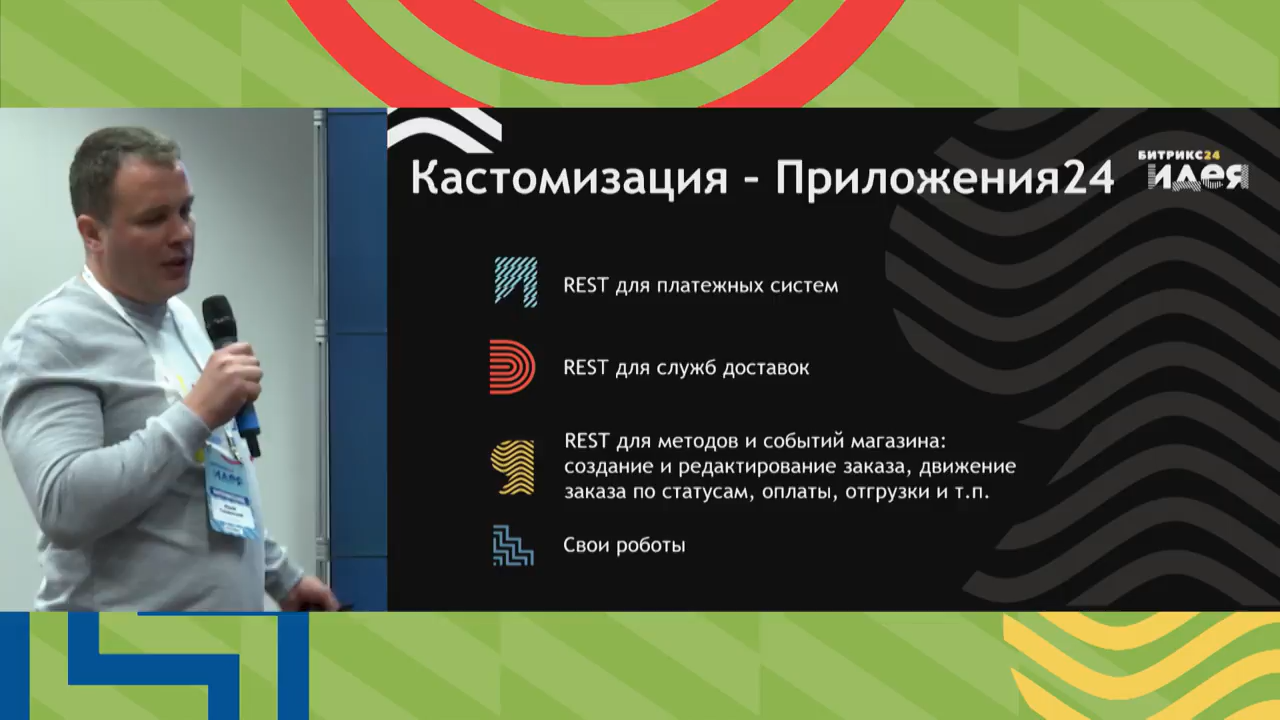 Кастомизация – Приложения24
БИТРИКС24
идея
REST для платежных систем
REST для служб доставок
REST для методов и событий магазина:
создание и редактирование заказа, движение
заказа по статусам, оплаты, отгрузки и т.п.
Свои роботы